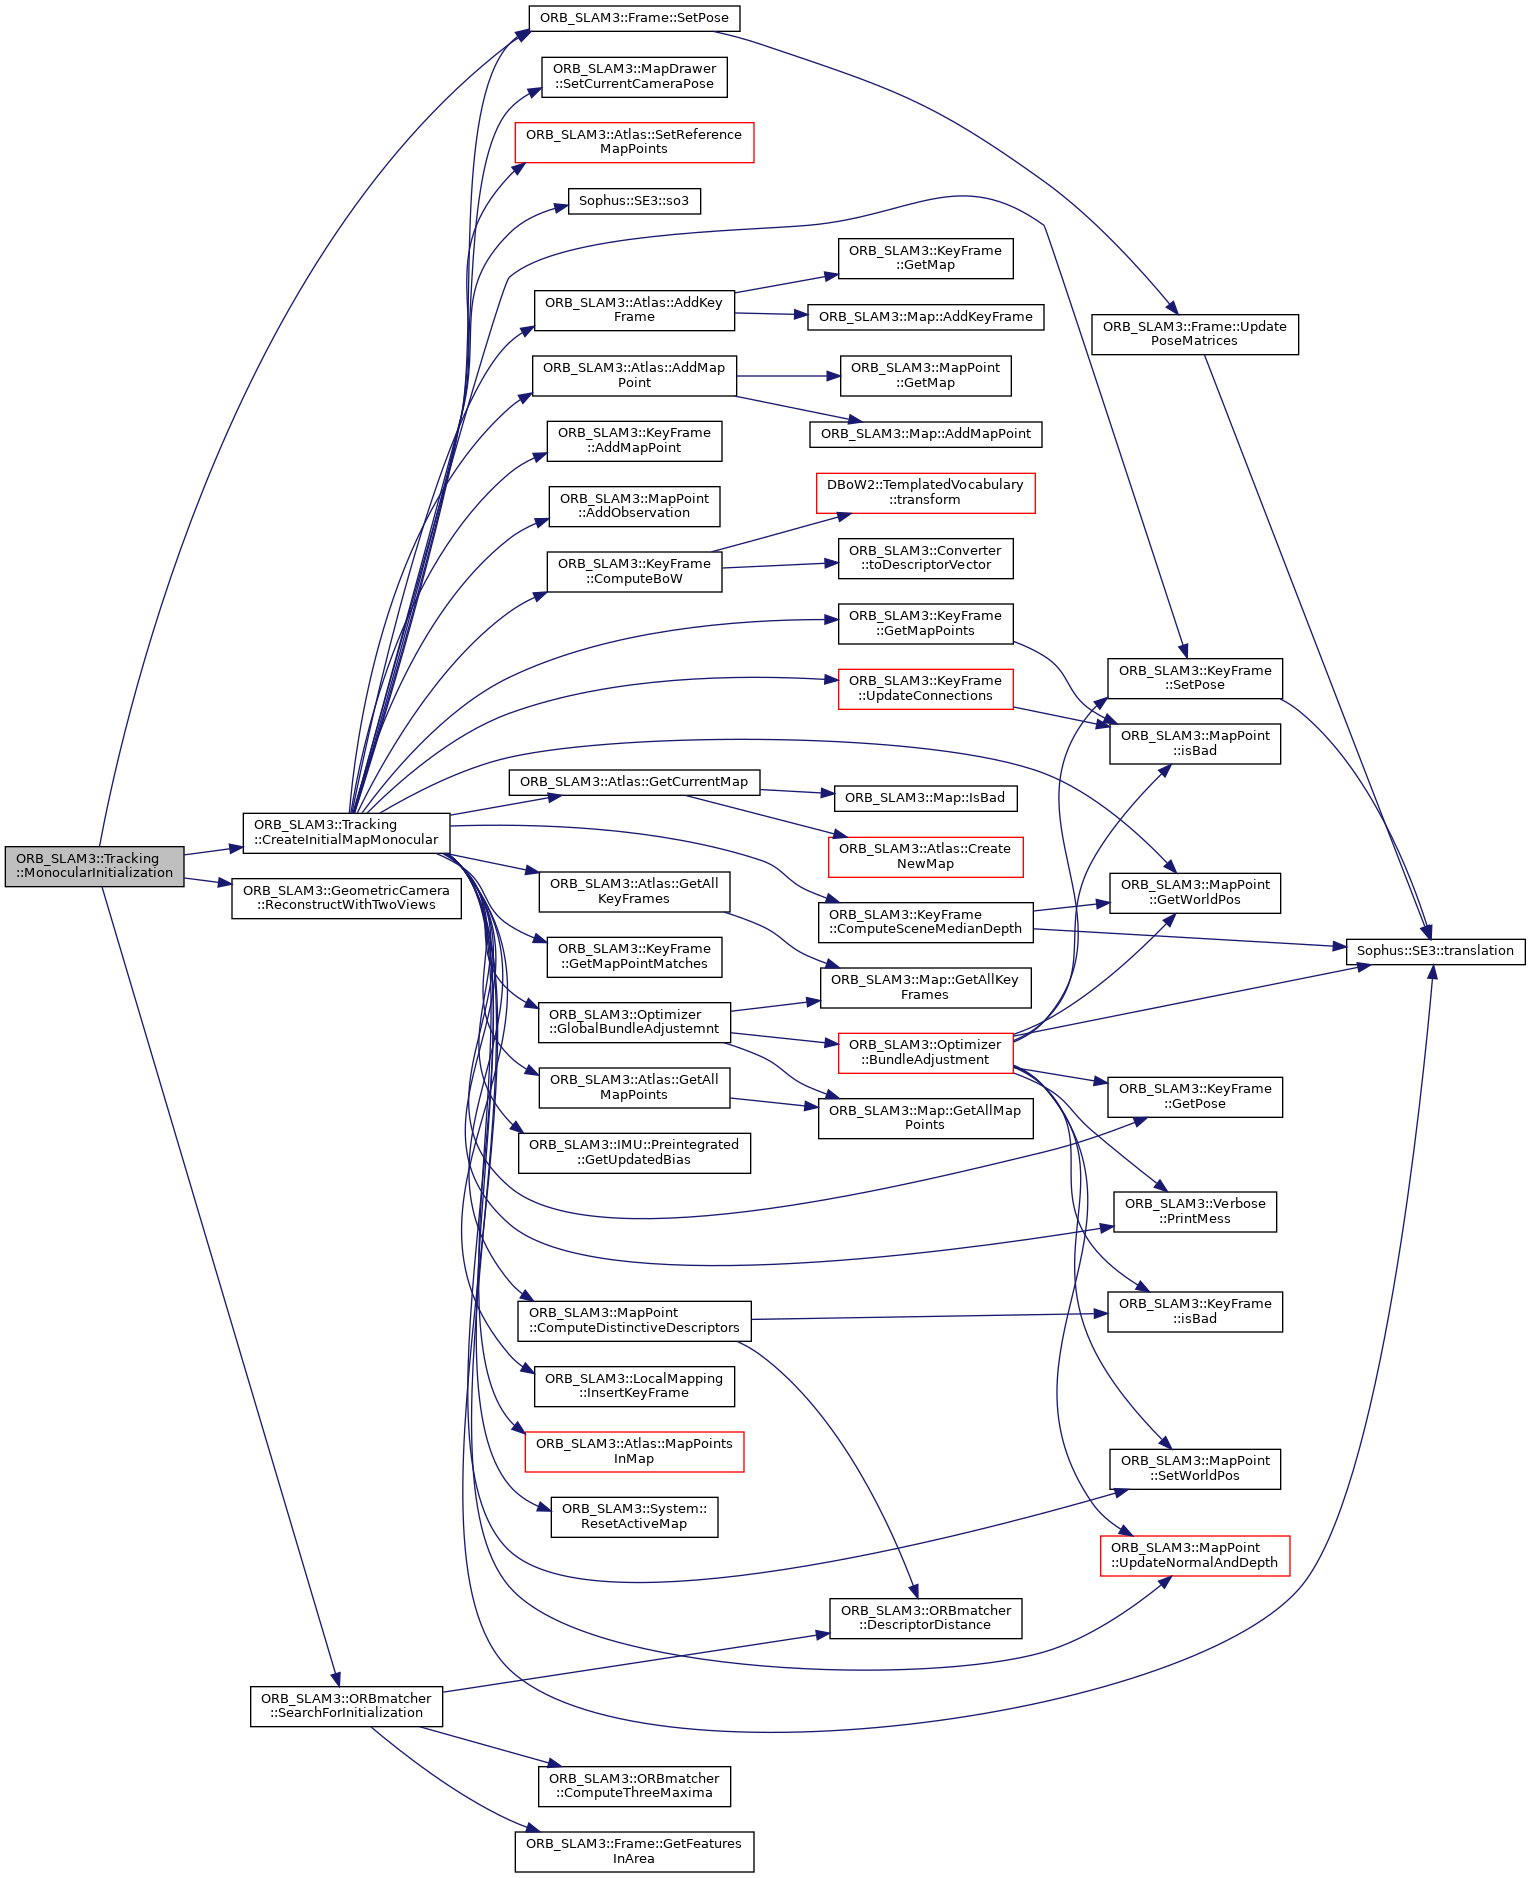 ORB_SLAM3::Frame::SetPose
ORB_SLAM3::MapDrawer
::SetCurrentCameraPose
ORB_SLAM3::Atlas::SetReference
MapPoints
Sophus::SE3::so3
ORB_SLAM3::KeyFrame
::GetMap
ORB_SLAM3::Atlas::AddKey
Frame
ORB_SLAM3::Map::AddKeyFrame
ORB_SLAM3::Frame::Update
PoseMatrices
ORB_SLAM3::Atlas::AddMap
Point
ORB_SLAM3::MapPoint
::GetMap
ORB_SLAM3::KeyFrame
::AddMapPoint
ORB_SLAM3::Map::AddMapPoint
ORB_SLAM3::MapPoint
::AddObservation
DBoW2::TemplatedVocabulary
::transform
ORB_SLAM3::KeyFrame
::ComputeBoW
ORB_SLAM3::Converter
::toDescriptorVector
ORB_SLAM3::KeyFrame
::GetMapPoints
ORB_SLAM3::KeyFrame
::UpdateConnections
ORB_SLAM3::KeyFrame
::SetPose
ORB_SLAM3::MapPoint
::isBad
ORB_SLAM3::Atlas::GetCurrentMap
ORB_SLAM3::Map::IsBad
ORB_SLAM3::Tracking
::CreateInitialMapMonocular
ORB_SLAM3::Atlas::Create
NewMap
ORB_SLAM3::Tracking
::MonocularInitialization
ORB_SLAM3::GeometricCamera
::ReconstructWithTwoViews
ORB_SLAM3::Atlas::GetAll
KeyFrames
ORB_SLAM3::KeyFrame
::ComputeSceneMedianDepth
ORB_SLAM3::MapPoint
::GetWorldPos
ORB_SLAM3::KeyFrame
::GetMapPointMatches
Sophus::SE3::translation
ORB_SLAM3::Map::GetAllKey
Frames
ORB_SLAM3::Optimizer
::GlobalBundleAdjustemnt
ORB_SLAM3::Optimizer
::BundleAdjustment
ORB_SLAM3::Atlas::GetAll
MapPoints
ORB_SLAM3::KeyFrame
::GetPose
ORB_SLAM3::Map::GetAllMap
Points
ORB_SLAM3::IMU::Preintegrated
::GetUpdatedBias
ORB_SLAM3::Verbose
::PrintMess
ORB_SLAM3::MapPoint
::ComputeDistinctiveDescriptors
ORB_SLAM3::KeyFrame
::isBad
ORB_SLAM3::LocalMapping
::InsertKeyFrame
ORB_SLAM3::Atlas::MapPoints
InMap
ORB_SLAM3::MapPoint
::SetWorldPos
ORB_SLAM3::System::
ResetActiveMap
ORB_SLAM3::MapPoint
::UpdateNormalAndDepth
ORB_SLAM3::ORBmatcher
::DescriptorDistance
ORB_SLAM3::ORBmatcher
::SearchForInitialization
ORB_SLAM3::ORBmatcher
::ComputeThreeMaxima
ORB_SLAM3::Frame::GetFeatures
InArea